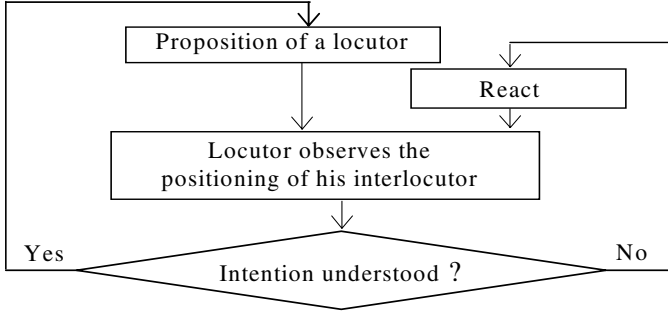 Proposition of a locutor
React
Locutor observes the
positioning of his interlocutor
Yes
No
Intention understood ?